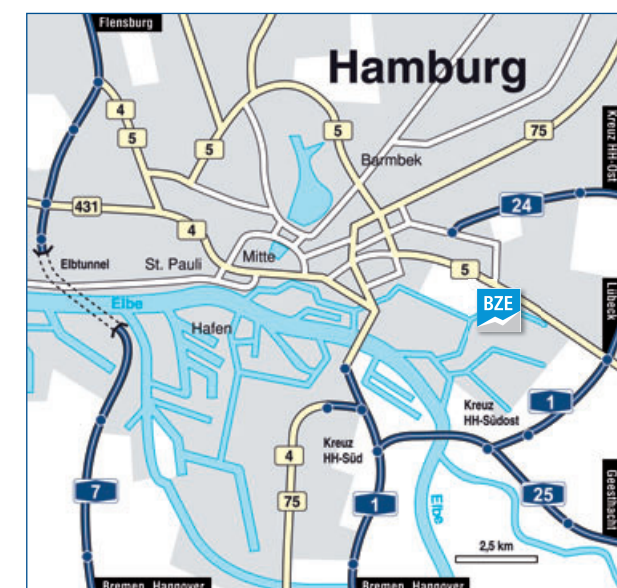 Flensburg
Hamburg
4
5
5
5
75
Barmbek
Kreuz HH-Ost
431
4
24
Elbtunnel
St. Pauli
Mitte
5
BZE
Elbe
Hafen
Lübeck
Kreuz
HH-Südost
1
Kreuz
HH-Süd
4
7
75
1
25
Elbe
Geesthacht
2,5 km
Bremen, Hannover
Bremen, Hannover